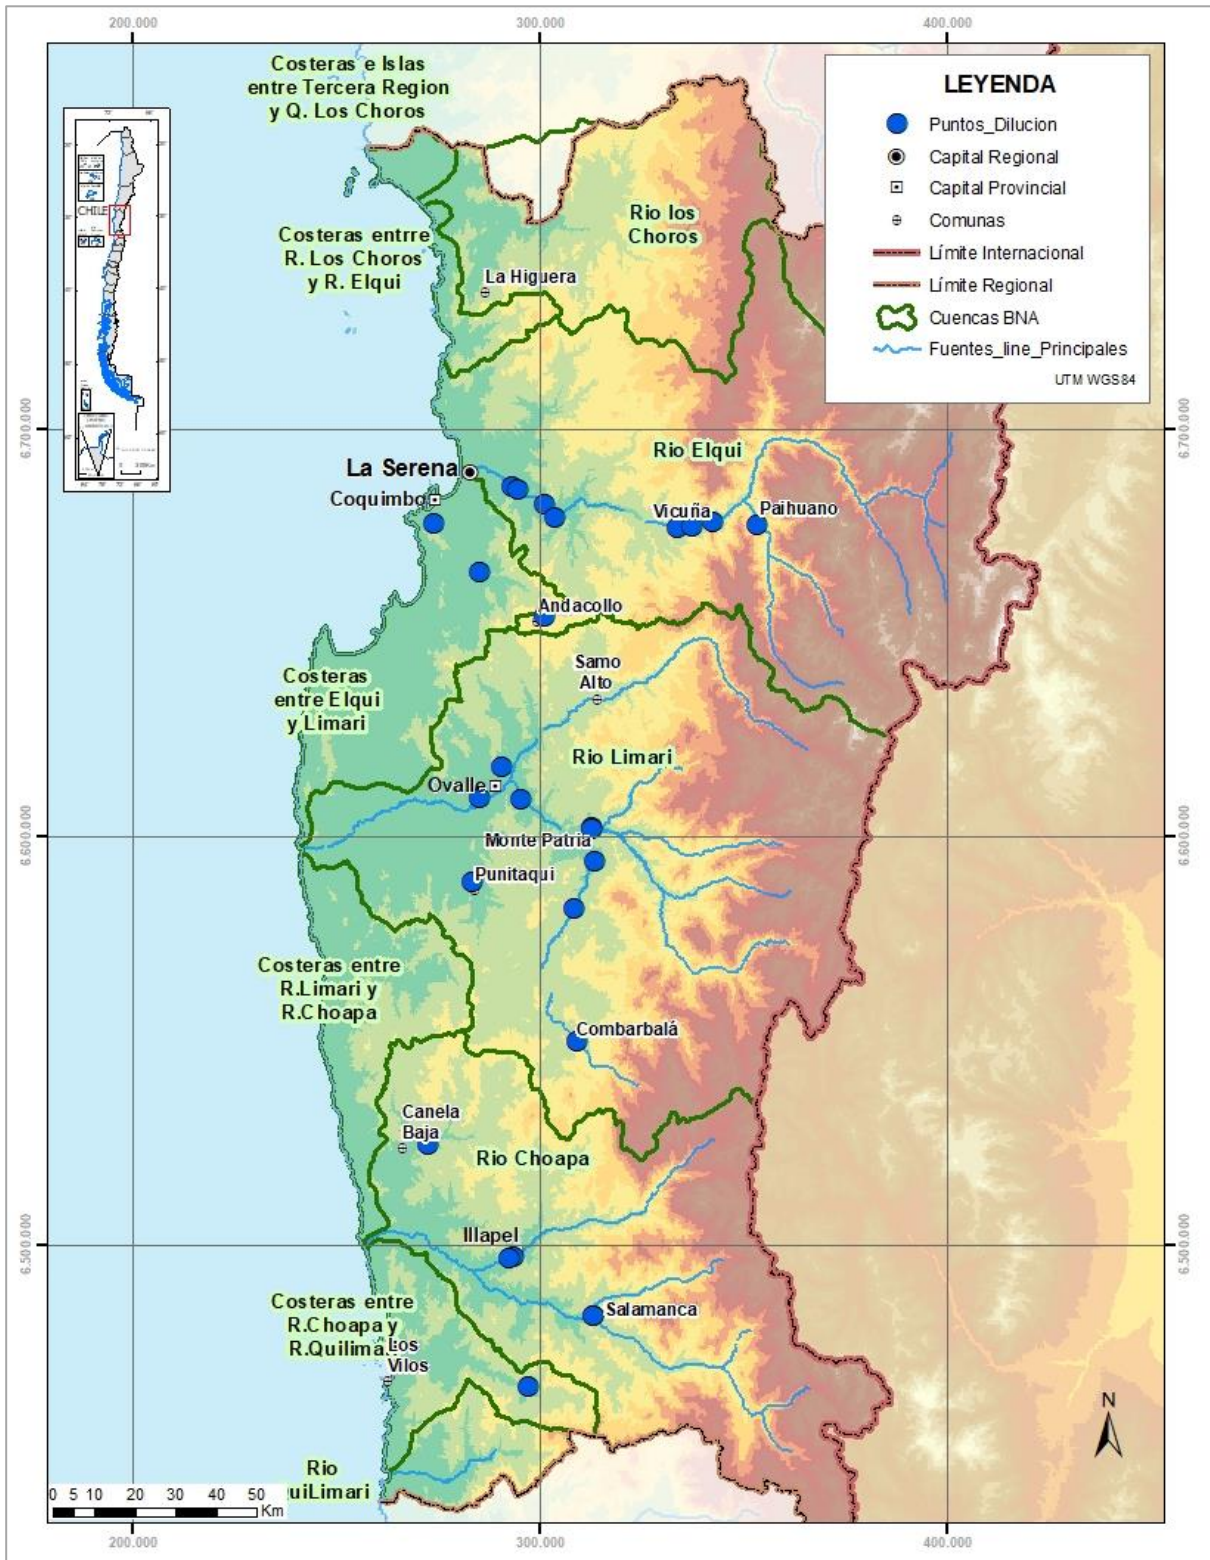 200.000
300.000
400.000
Costeras e Islas
entre Tercera Region
y Q. Los Choros
LEYENDA
Puntos_Dilucion
Capital Regional
Capital Provincial
Comunas
Límite Internacional
Límite Regional
Cuencas BNA
Fuentes_line_Principales
UTM WGS84
CHILE
Rio los
Choros
Costeras entrre
R. Los Choros
y R. Elqui
La Higuera
6.700.000
6.700.000
Rio Elqui
La Serena
Coquimbo
Vicuña
Paihuano
Andacollo
Samo
Alto
Costeras
entre Elqui
y Limari
Rio Limari
Ovalle
6.600.000
6.600.000
Monte Patria
Punitaqui
Costeras entre
R.Limari y
R.Choapa
Combarbalá
Canela
Baja
Rio Choapa
Illapel
6.500.000
6.500.000
Costeras entre
R.Choapa y
R.Quilima
Salamanca
Los
Vilos
N
Rio
uiLimari
0 5 10 20 30 40 50
Km
200.000
300.000
400.000